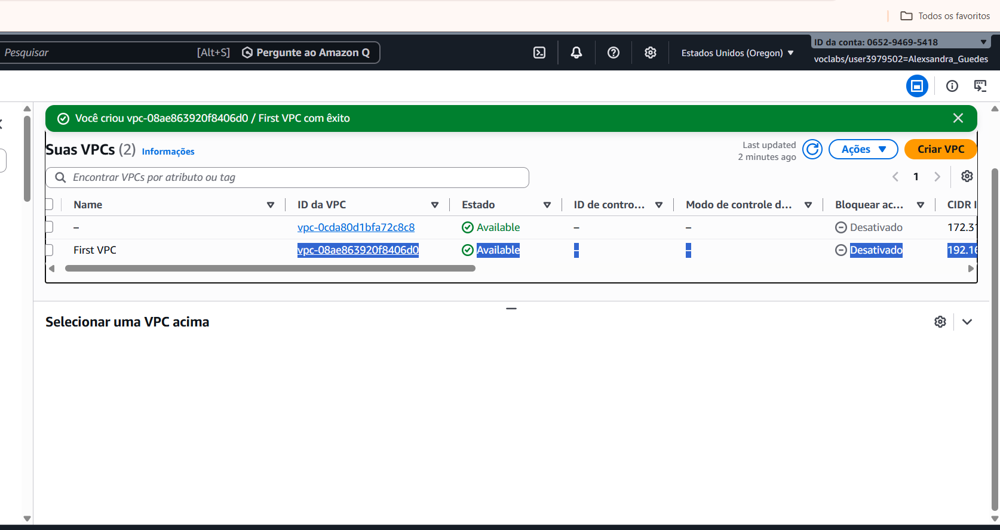 Todos os favoritos
Pesquisar [Alt+S] Pergunte ao Amazon Q Estados Unidos (Oregon) ID da conta: 0652-9469-5418
voclabs/user3979502=Alexsandra_Guedes
Você criou vpc-08ae863920f8406d0 / First VPC com êxito
Suas VPCs (2) Informações Last updated
2 minutes ago Ações Criar VPC
Encontrar VPCs por atributo ou tag 1
Name ID da VPC Estado ID de contro... Modo de controle d... Bloquear ac... CIDR I
– vpc-0cda80d1bfa72c8c8 Available – – Desativado 172.31
First VPC vpc-08ae863920f8406d0 Available – – Desativado 192.16
Selecionar uma VPC acima